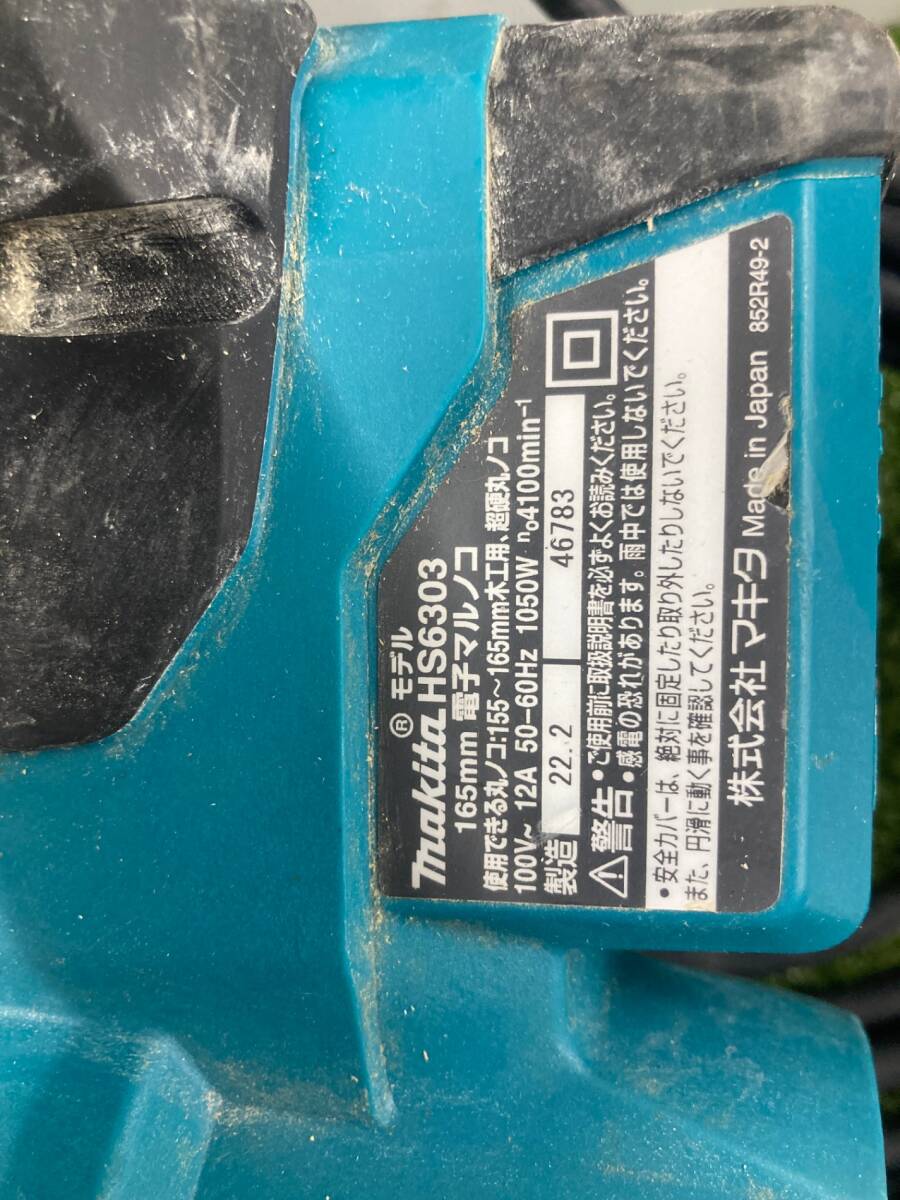 makita® モデル HS6303
165mm 電子マルノコ
使用できる丸ノコ:155~165mm木工用、超硬丸ノコ
100V~ 12A 50-60Hz 1050W n₀4100min⁻¹
製造 22.2 46783
警告 • ご使用前に取扱説明書を必ずよくお読みください。
• 感電の恐れがあります。雨中では使用しないでください。
• 安全カバーは、絶対に固定したり取り外したりしないでください。
また、円滑に動く事を確認してください。
株式会社 マキタ Made in Japan 852R49-2